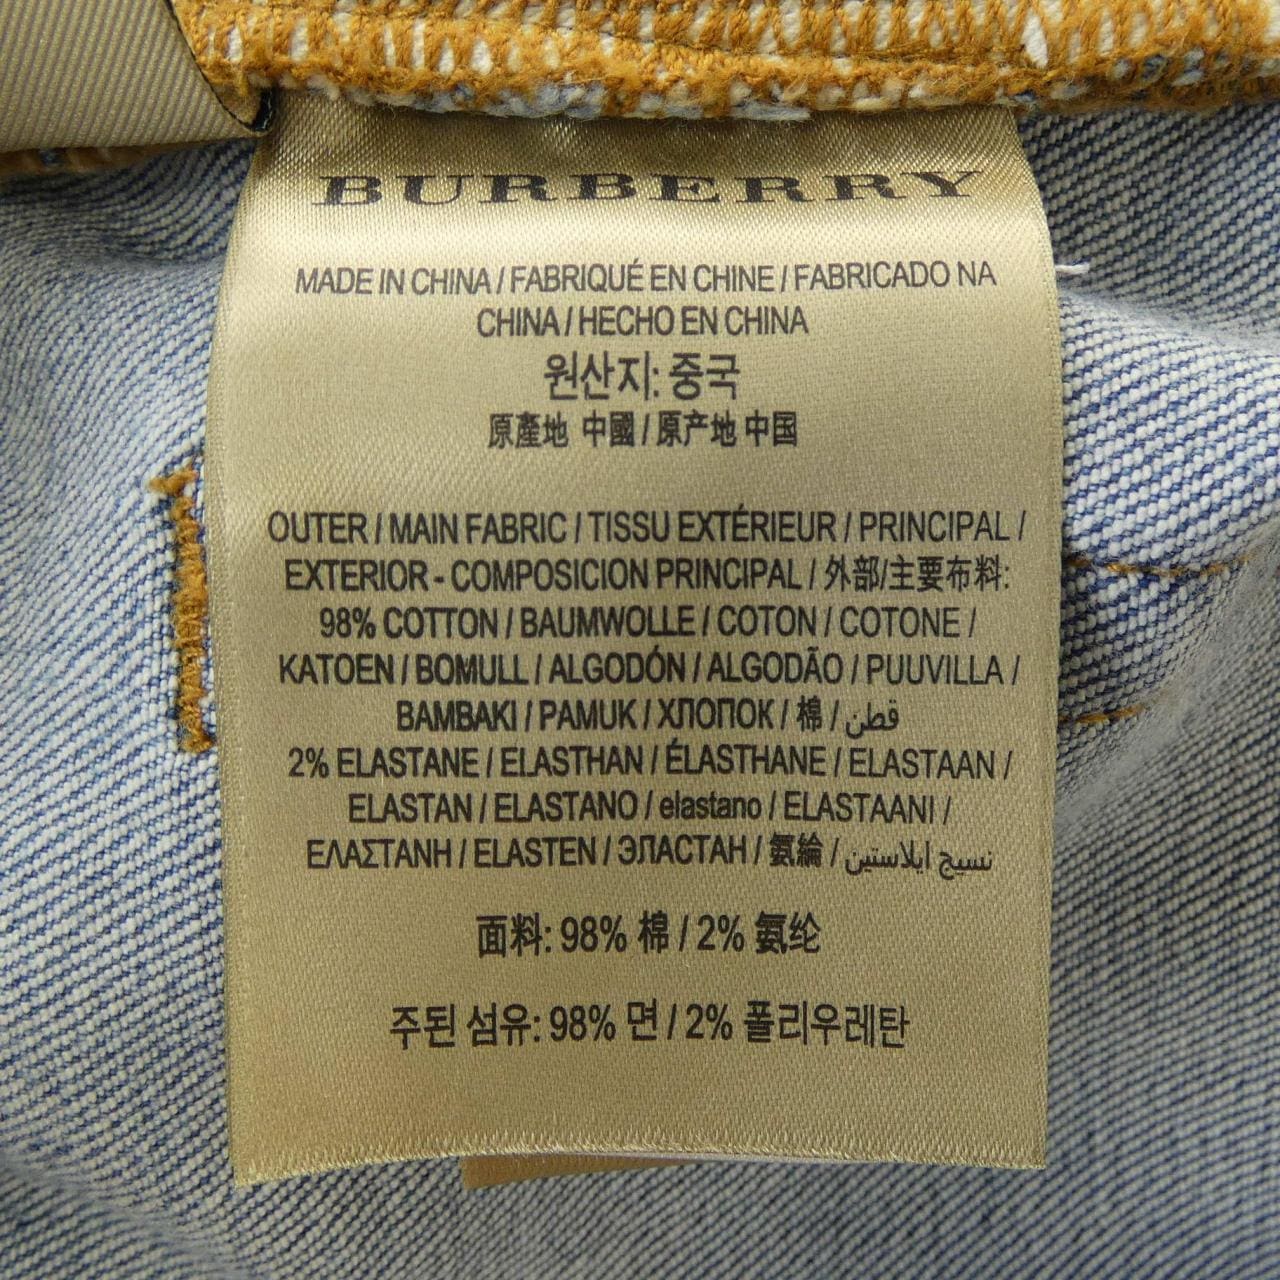 BURBERRY
MADE IN CHINA / FABRIQUÉ EN CHINE / FABRICADO NA
CHINA / HECHO EN CHINA
원산지: 중국
原產地 中國 / 原产地 中国
OUTER / MAIN FABRIC / TISSU EXTÉRIEUR / PRINCIPAL /
EXTERIOR - COMPOSICION PRINCIPAL / 外部/主要布料:
98% COTTON / BAUMWOLLE / COTON / COTONE /
KATOEN / BOMULL / ALGODÓN / ALGODÃO / PUUVILLA /
BAMBAKI / PAMUK / ХЛОПОК / 棉 / قطن
2% ELASTANE / ELASTHAN / ÉLASTHANE / ELASTAAN /
ELASTAN / ELASTANO / elastano / ELASTAANI /
ΕΛΑΣΤΑΝΗ / ELASTEN / ЭЛАСТАН / 氨綸 / نسيج ايلاستين
面料: 98% 棉 / 2% 氨纶
주된 섬유: 98% 면 / 2% 폴리우레탄